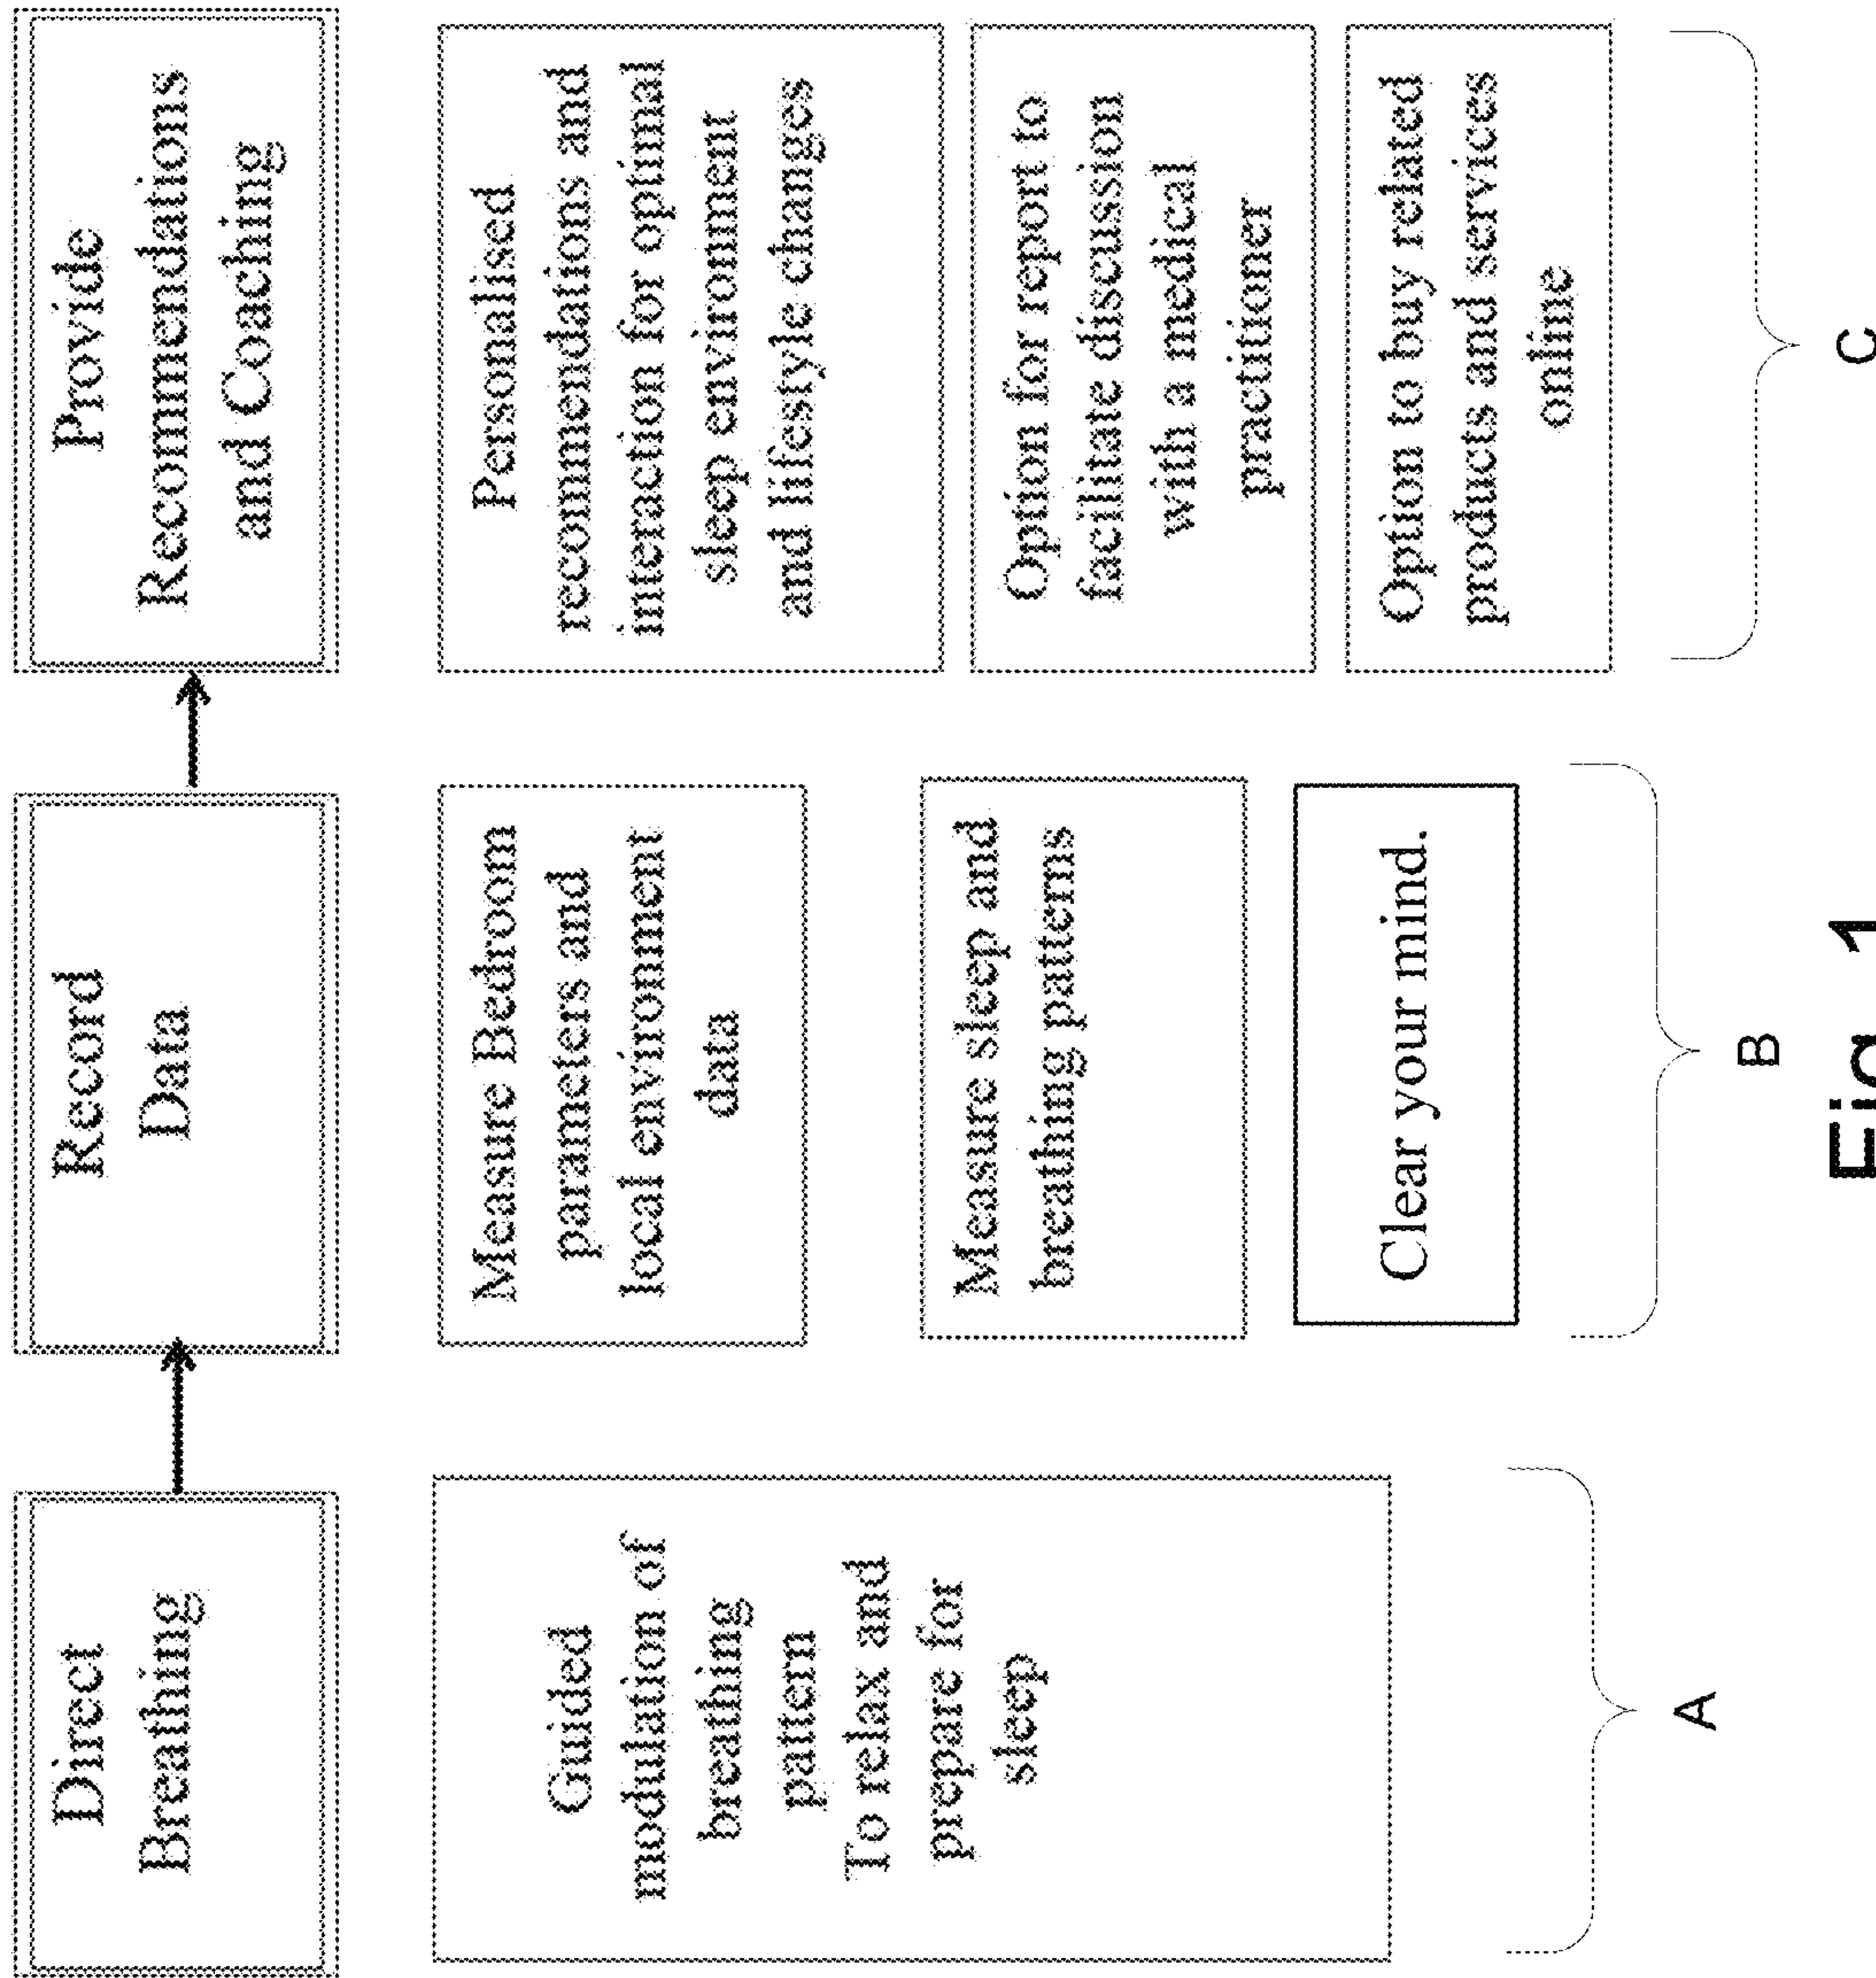 Direct
Breathing
Guided
modulation of
breathing
pattern
To relax and
prepare for
sleep
A
Record
Data
Measure Bedroom
parameters and
local environment
data
Measure sleep and
breathing patterns
Clear your mind.
B
Provide
Recommendations
and Coaching
Personalised
recommendations and
interaction for optimal
sleep environment
and lifestyle changes
Option for report to
facilitate discussion
with a medical
practitioner
Option to buy related
products and services
online
C
Fig. 1